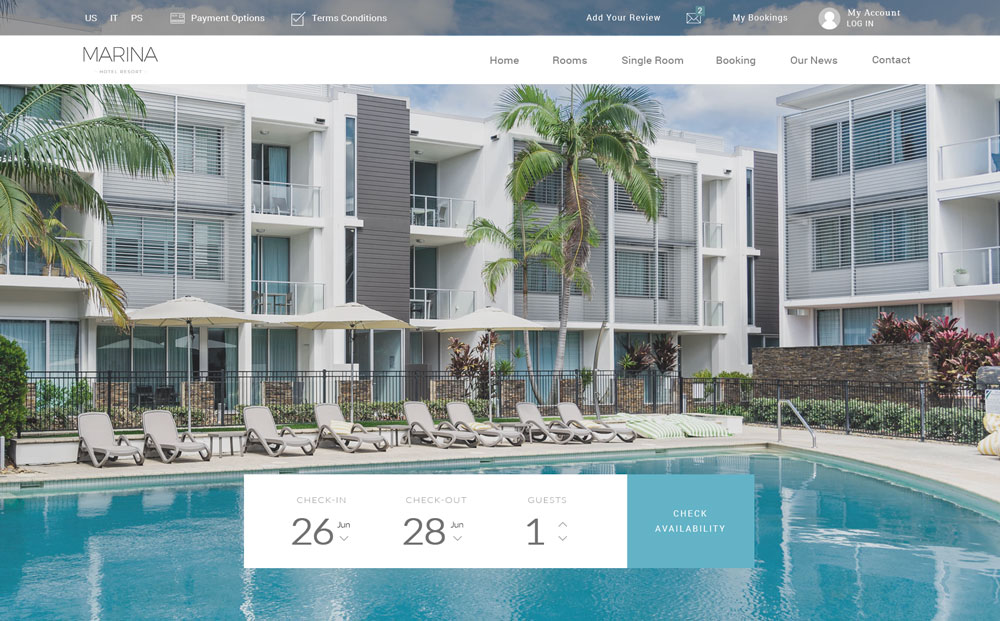 US IT PS Payment Options Terms Conditions Add Your Review 2 My Bookings My Account
LOG IN
MARINA
HOTEL RESORT
Home Rooms Single Room Booking Our News Contact
CHECK-IN CHECK-OUT GUESTS
26 Jun 28 Jun 1
CHECK
AVAILABILITY